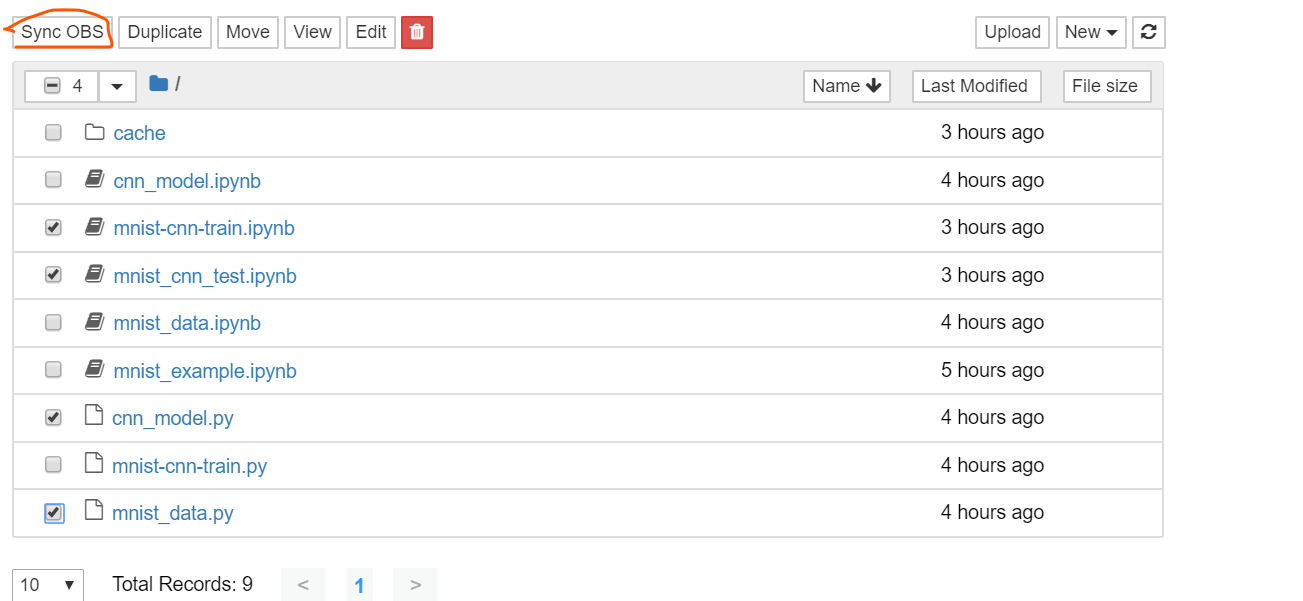 Sync OBS Duplicate Move View Edit Upload New
4 / Name Last Modified File size
cache 3 hours ago
cnn_model.ipynb 4 hours ago
mnist-cnn-train.ipynb 3 hours ago
mnist_cnn_test.ipynb 3 hours ago
mnist_data.ipynb 4 hours ago
mnist_example.ipynb 5 hours ago
cnn_model.py 4 hours ago
mnist-cnn-train.py 4 hours ago
mnist_data.py 4 hours ago
10 Total Records: 9 < 1 >